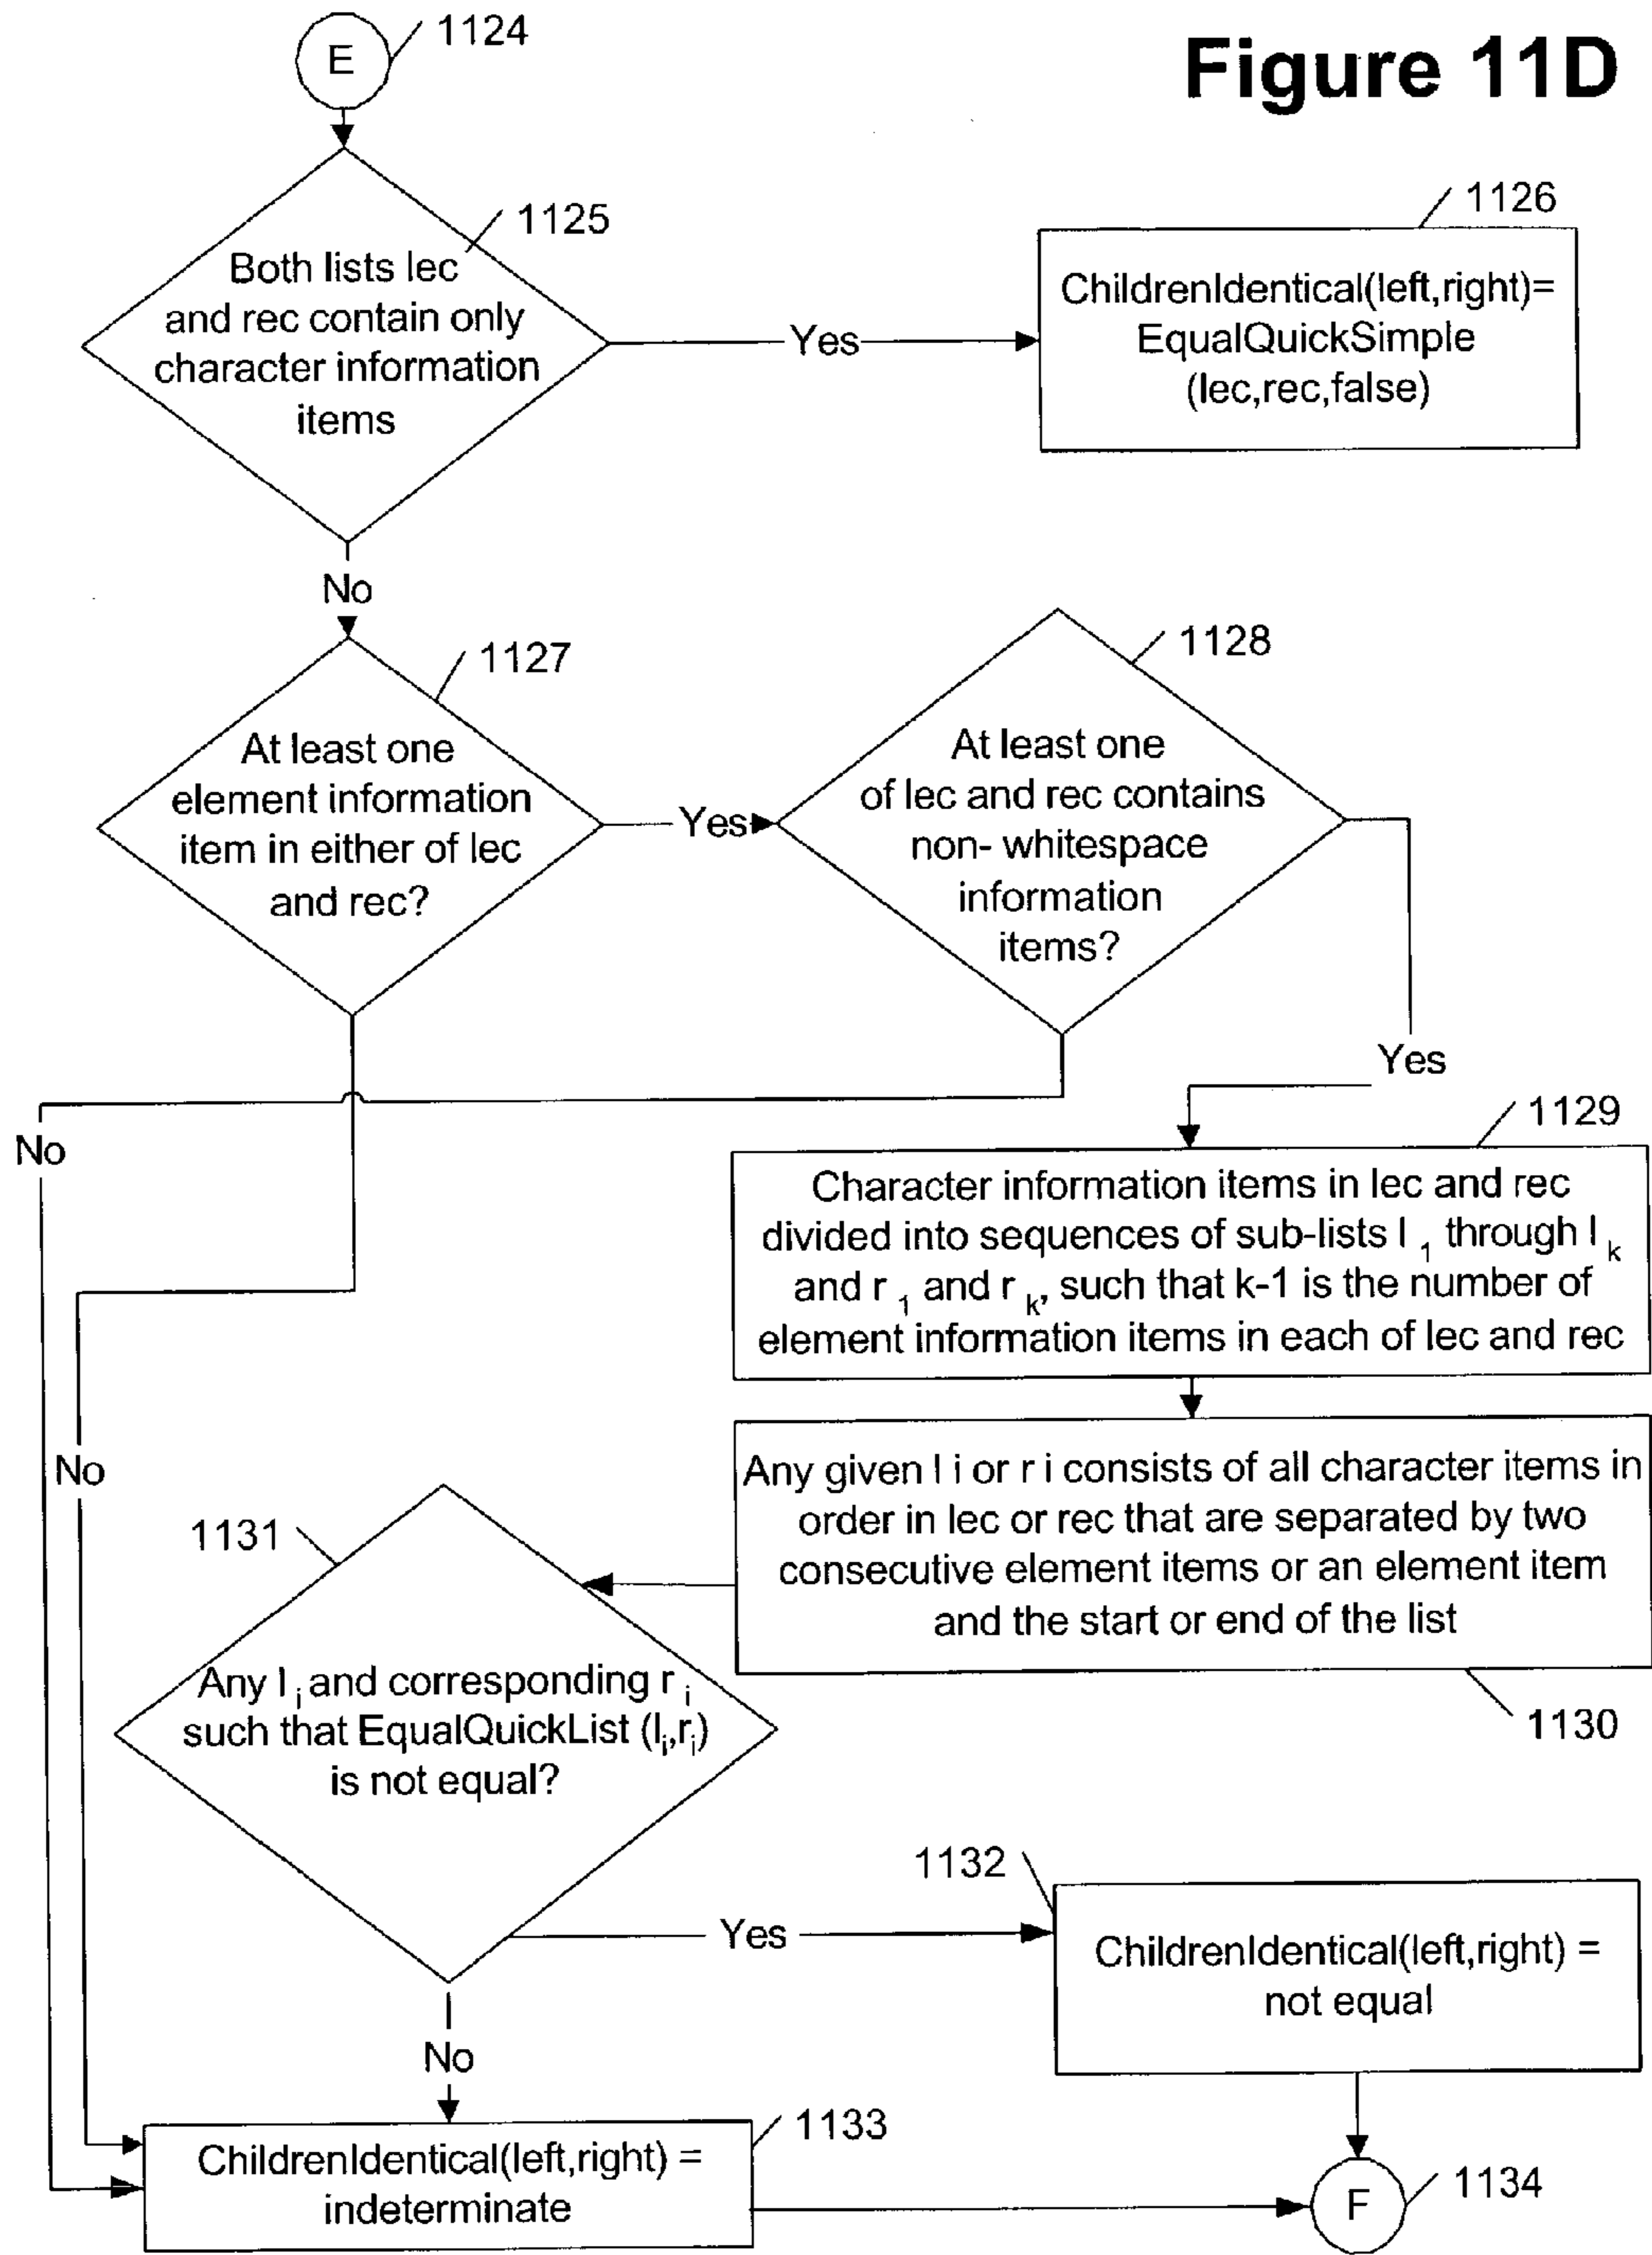 E
1124
Figure 11D
1125
Both lists lec
and rec contain only
character information
items
Yes
1126
ChildrenIdentical(left,right)=
EqualQuickSimple
(lec,rec,false)
No
1127
At least one
element information
item in either of lec
and rec?
Yes
1128
At least one
of lec and rec contains
non- whitespace
information
items?
Yes
No
1129
Character information items in lec and rec
divided into sequences of sub-lists l 1 through l k
and r 1 and r k, such that k-1 is the number of
element information items in each of lec and rec
No
Any given l i or r i consists of all character items in
order in lec or rec that are separated by two
consecutive element items or an element item
and the start or end of the list
1130
1131
Any l i and corresponding r i
such that EqualQuickList (li,ri)
is not equal?
Yes
1132
ChildrenIdentical(left,right) =
not equal
No
1133
ChildrenIdentical(left,right) =
indeterminate
F
1134